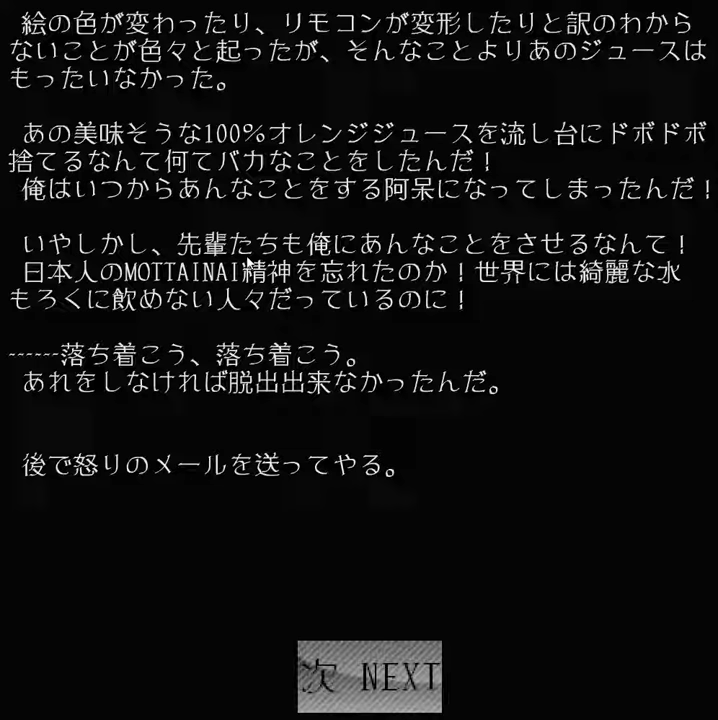 絵の色が変わったり、リモコンが変形したりと訳のわから
ないことが色々と起ったが、そんなことよりあのジュースは
もったいなかった。
あの美味そうな100％オレンジジュースを流し台にドボドボ
捨てるなんて何てバカなことをしたんだ！
俺はいつからあんなことをする阿呆になってしまったんだ！
いやしかし、先輩たちも俺にあんなことをさせるなんて！
日本人のMOTTAINAI精神を忘れたのか！世界には綺麗な水
もろくに飲めない人々だっているのに！
------落ち着こう、落ち着こう。
あれをしなければ脱出出来なかったんだ。
後で怒りのメールを送ってやる。
次 NEXT